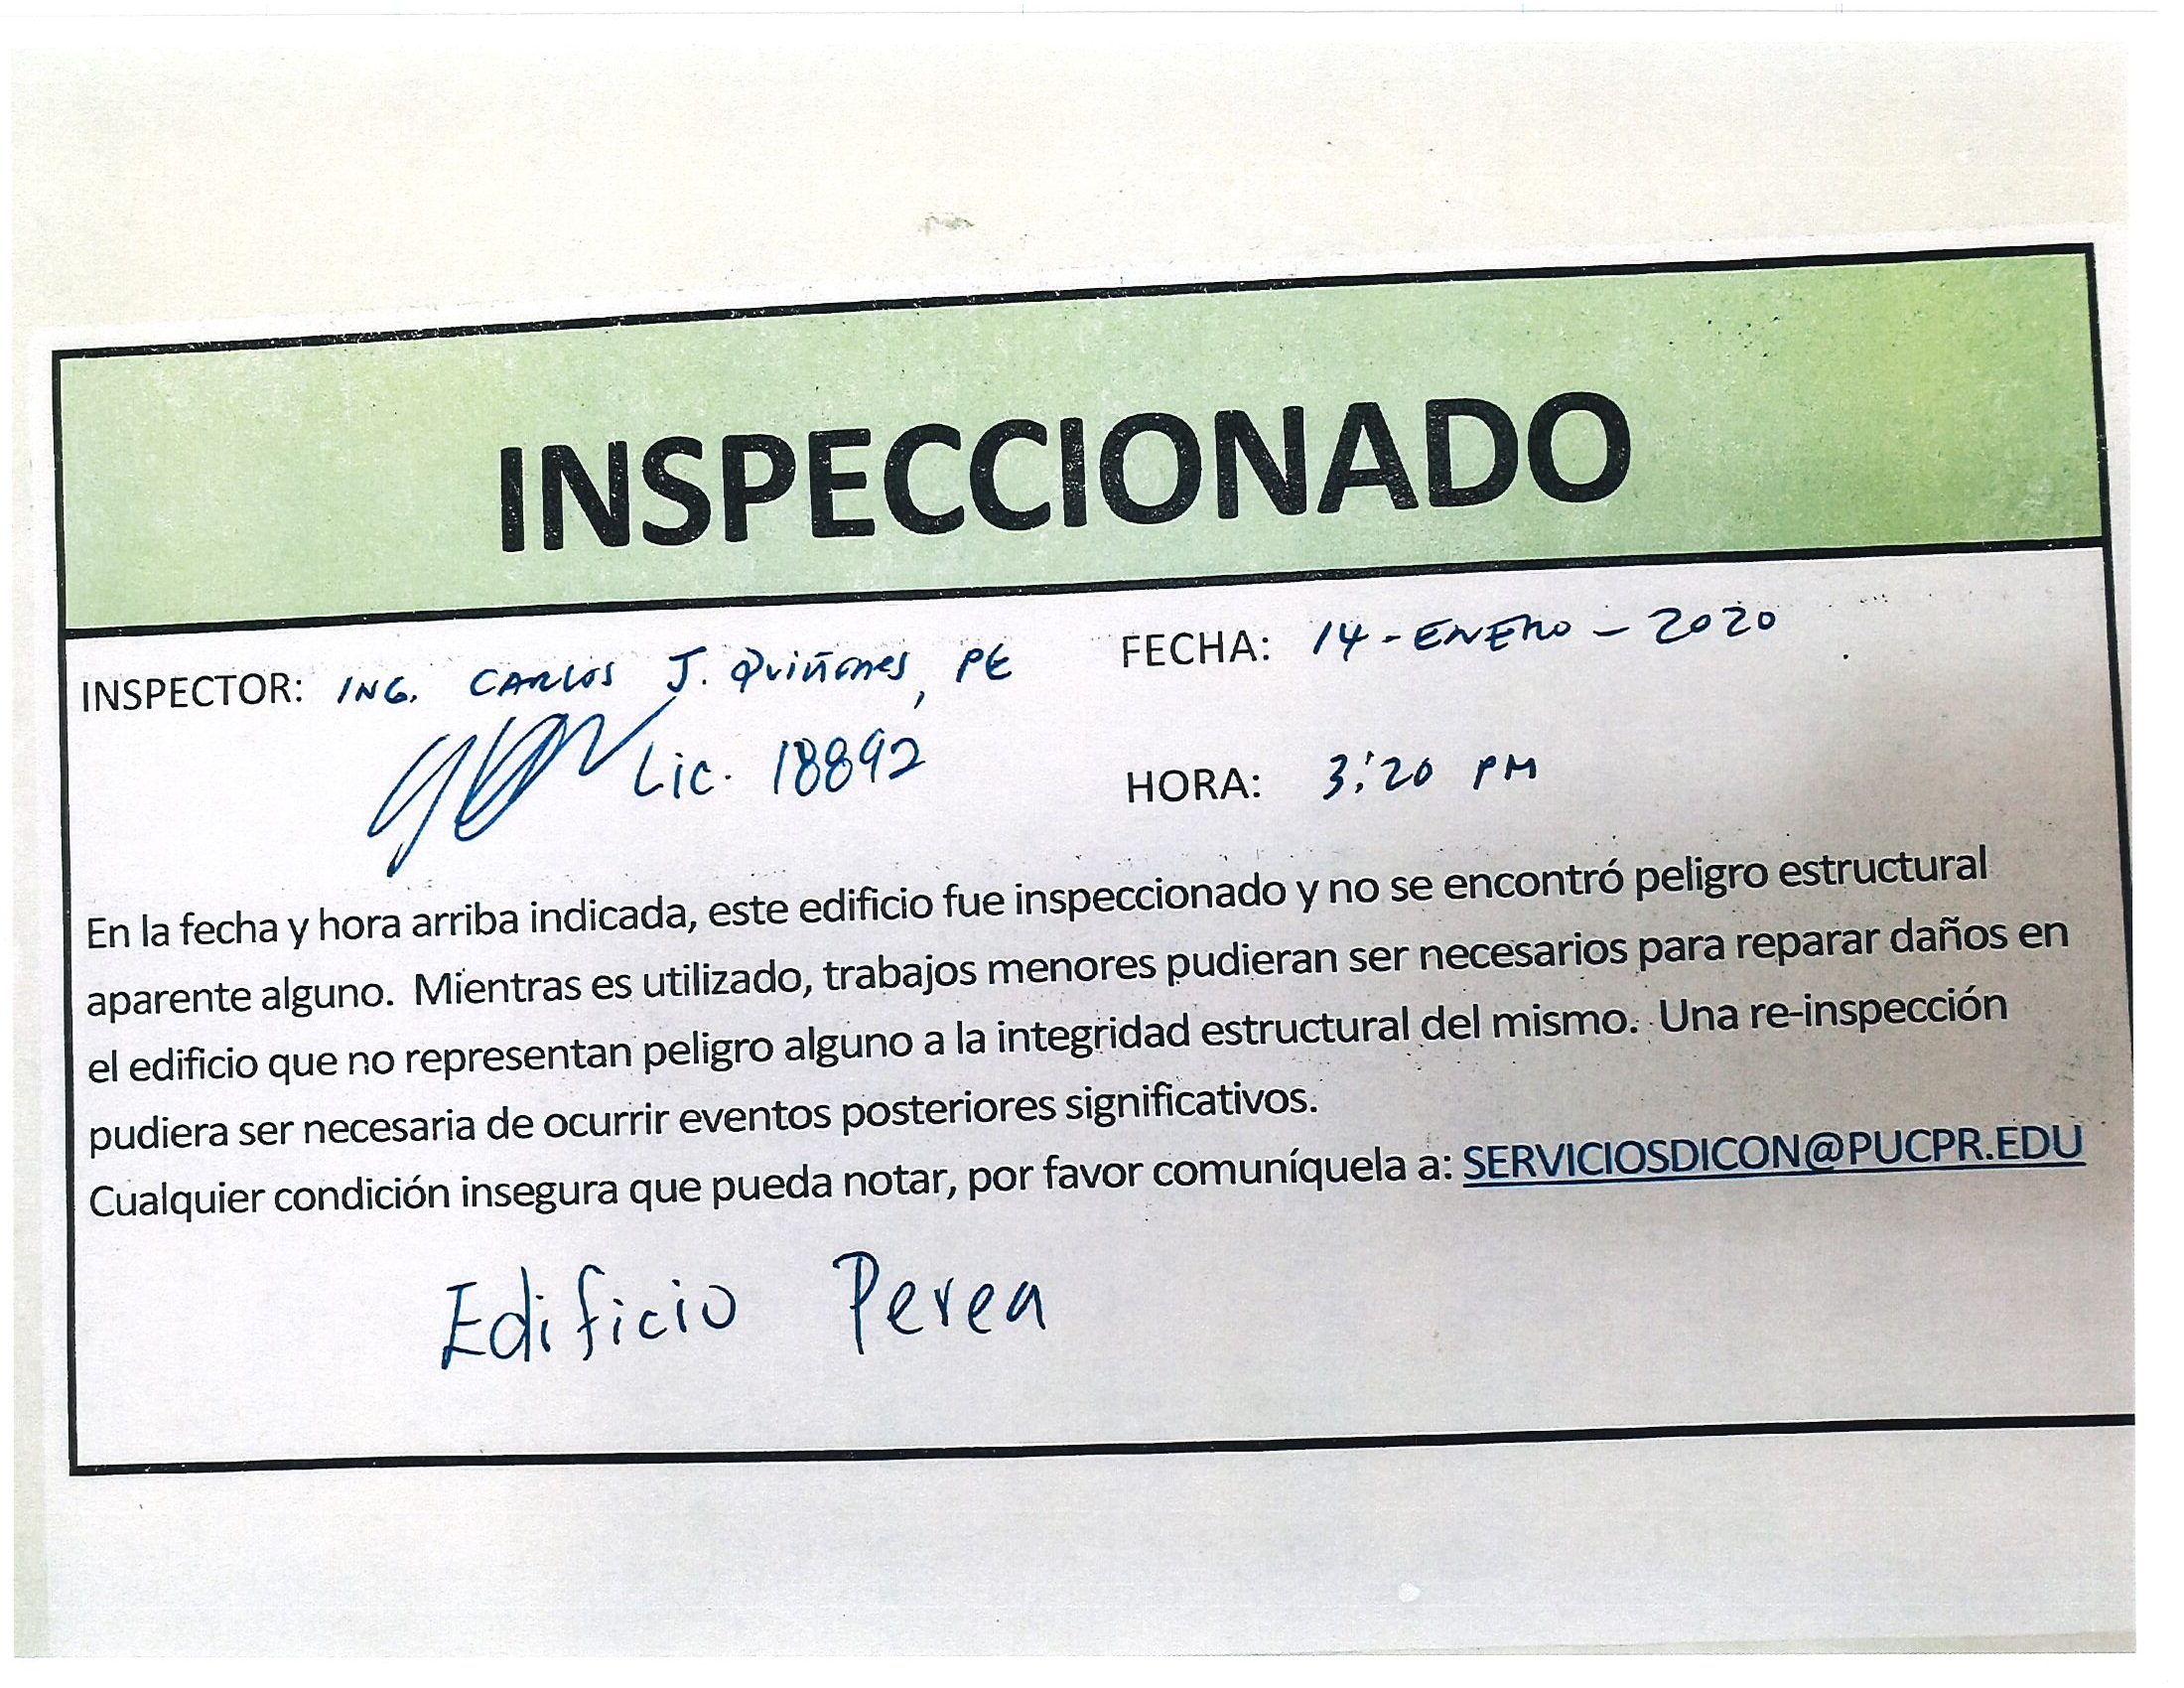 INSPECCIONADO
INSPECTOR: ING. CARLOS J. Quiñones, PE
FECHA: 14-ENERO-2020
Lic. 18892
HORA: 3:20 PM
En la fecha y hora arriba indicada, este edificio fue inspeccionado y no se encontró peligro estructural
aparente alguno. Mientras es utilizado, trabajos menores pudieran ser necesarios para reparar daños en
el edificio que no representan peligro alguno a la integridad estructural del mismo. Una re-inspección
pudiera ser necesaria de ocurrir eventos posteriores significativos.
Cualquier condición insegura que pueda notar, por favor comuníquela a: SERVICIOSDICON@PUCPR.EDU
Edificio Perea